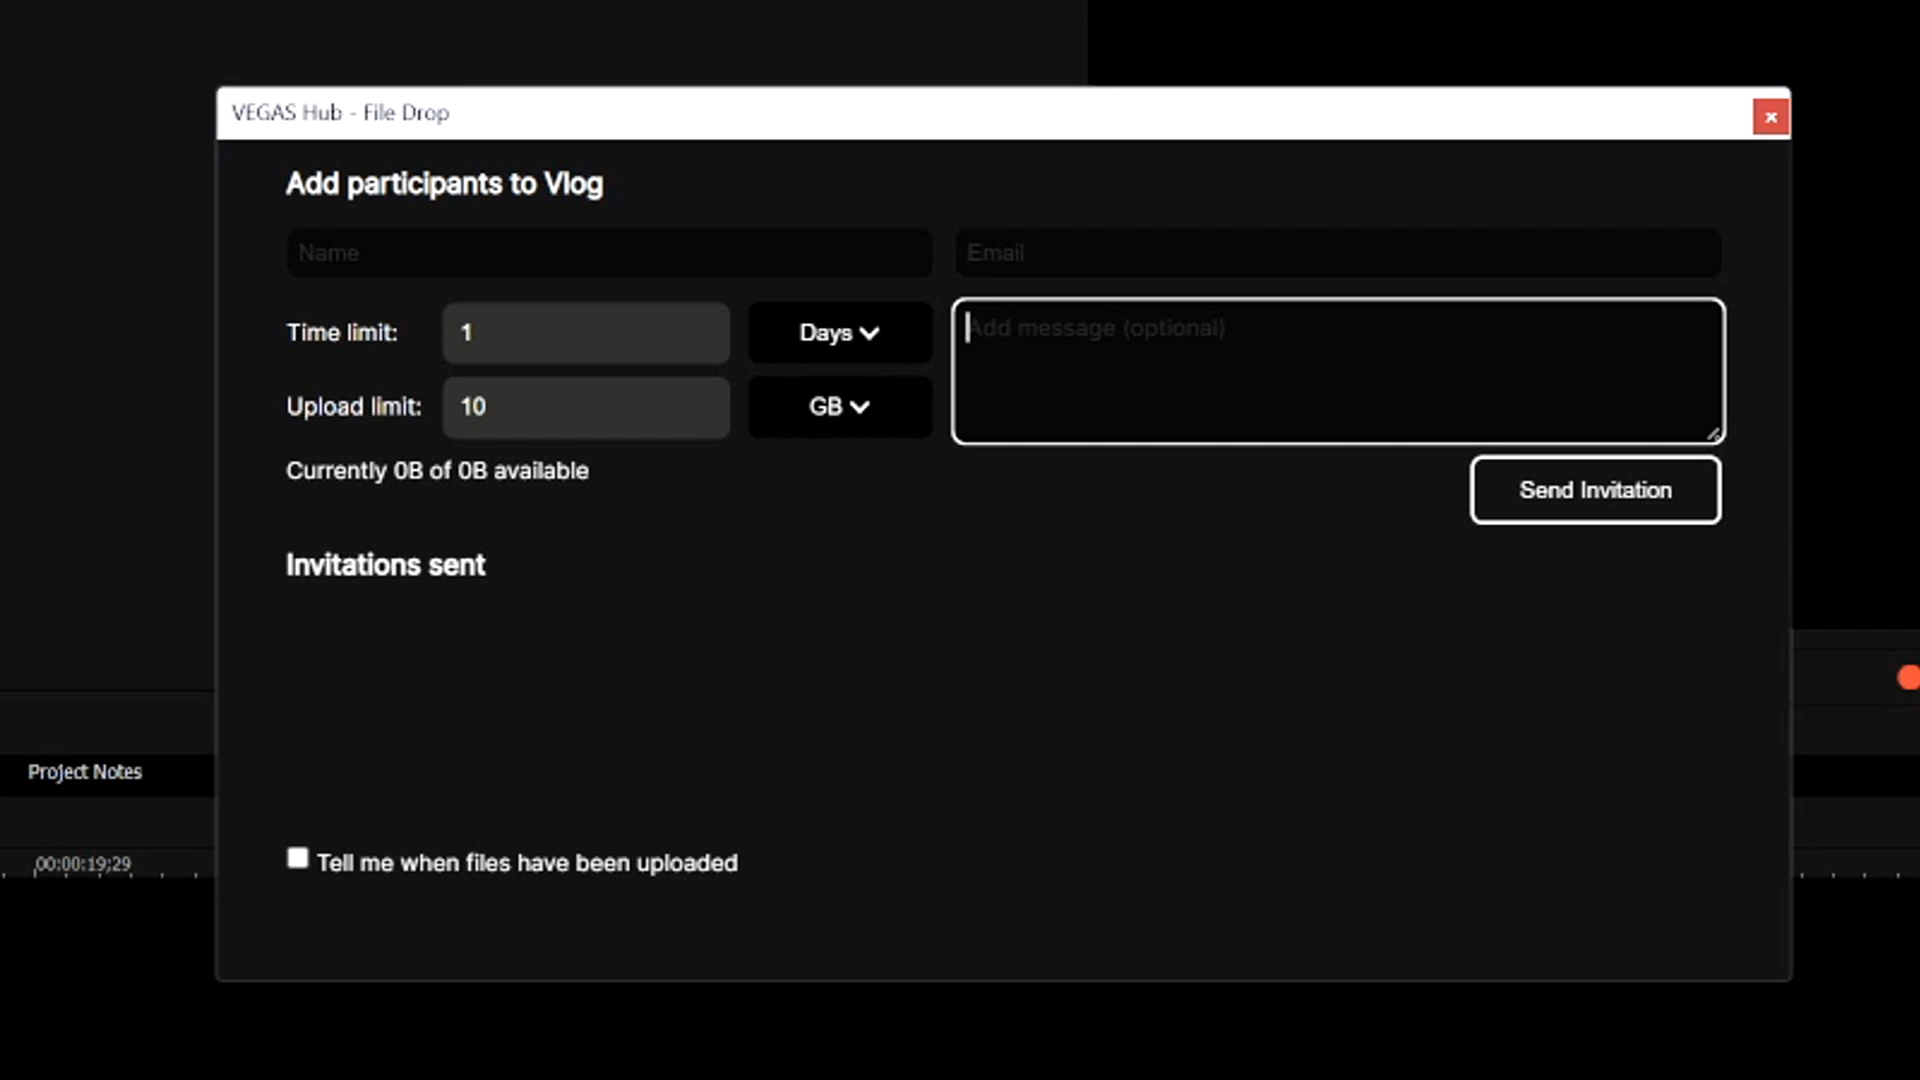 VEGAS Hub - File Drop
Add participants to Vlog
Name
Email
Time limit:
1
Days
Add message (optional)
Upload limit:
10
GB
Currently 0B of 0B available
Send Invitation
Invitations sent
Project Notes
Tell me when files have been uploaded
00:00:19;29